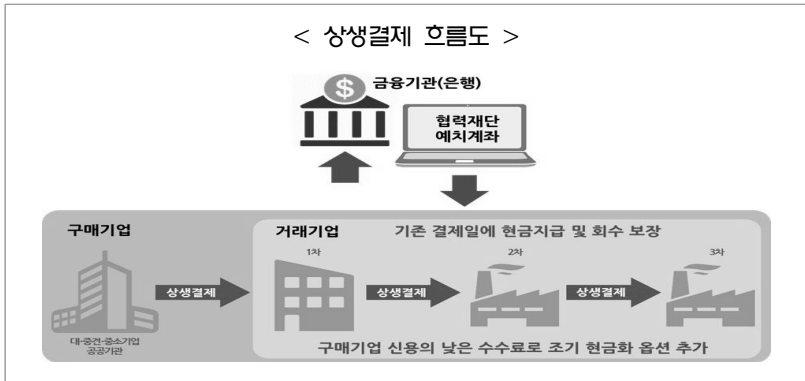 < 상생결제 흐름도 >
$ 금융기관(은행)
협력재단
예치계좌
구매기업
거래기업 기존 결제일에 현금지급 및 회수 보장
1차 2차 3차
상생결제 상생결제 상생결제
대·중견·중소기업
공공기관
구매기업 신용의 낮은 수수료로 조기 현금화 옵션 추가